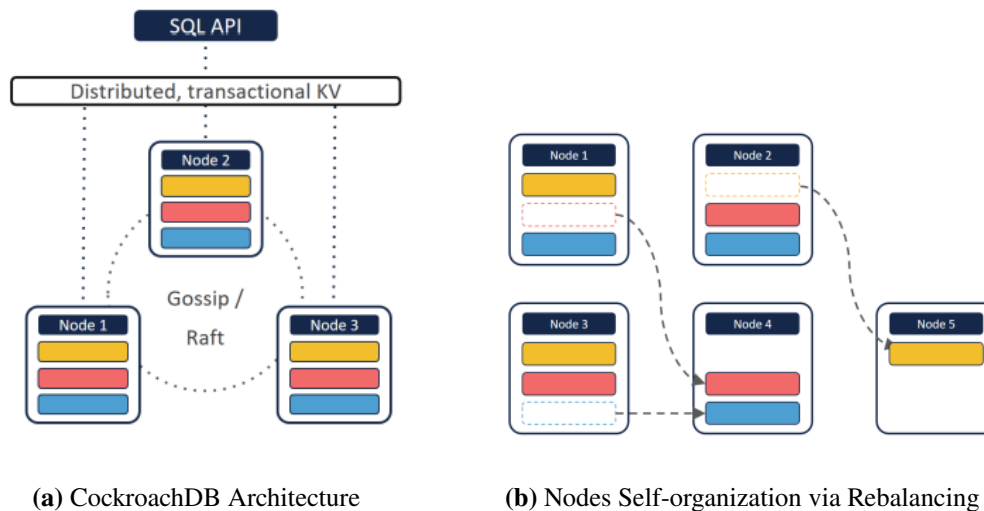 SQL API
Distributed, transactional KV
Node 2
Gossip /
Raft
Node 1
Node 3
Node 1
Node 2
Node 3
Node 4
Node 5
(a) CockroachDB Architecture
(b) Nodes Self-organization via Rebalancing